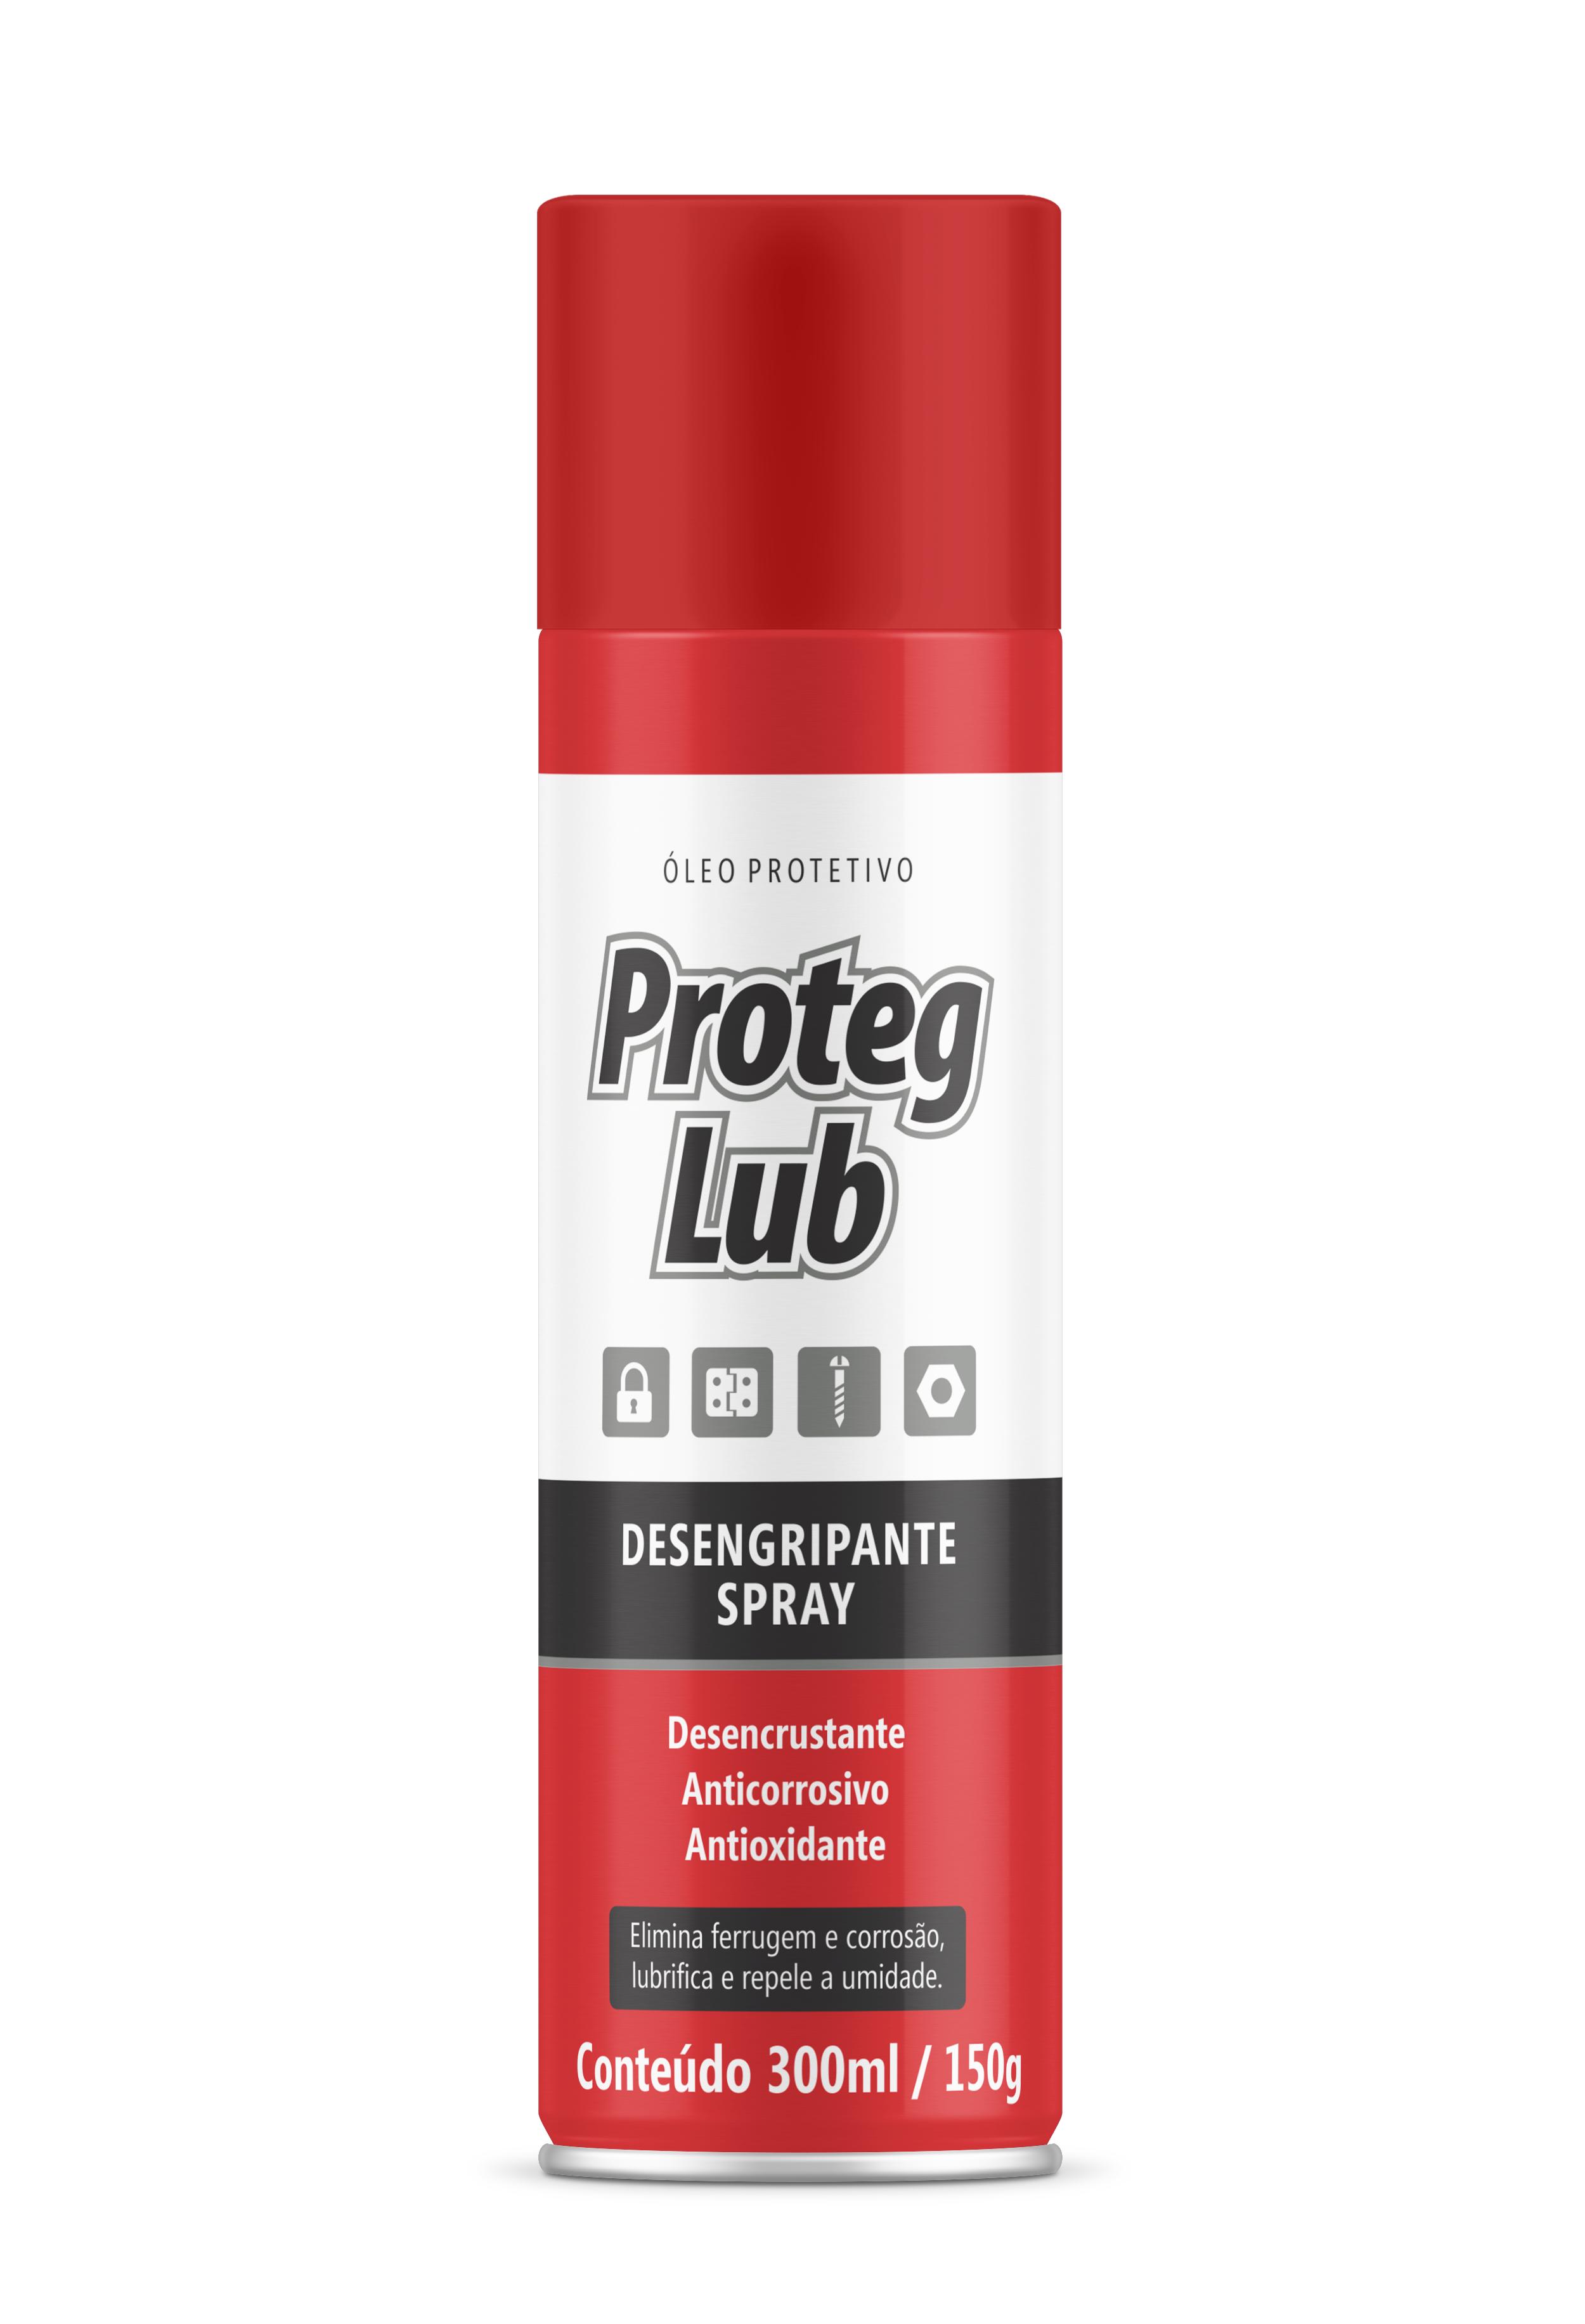 ÓLEO PROTETIVO
Proteg
Lub
DESENGRIPANTE
SPRAY
Desencrustante
Anticorrosivo
Antioxidante
Elimina ferrugem e corrosão,
lubrifica e repele a umidade.
Conteúdo 300ml / 150g